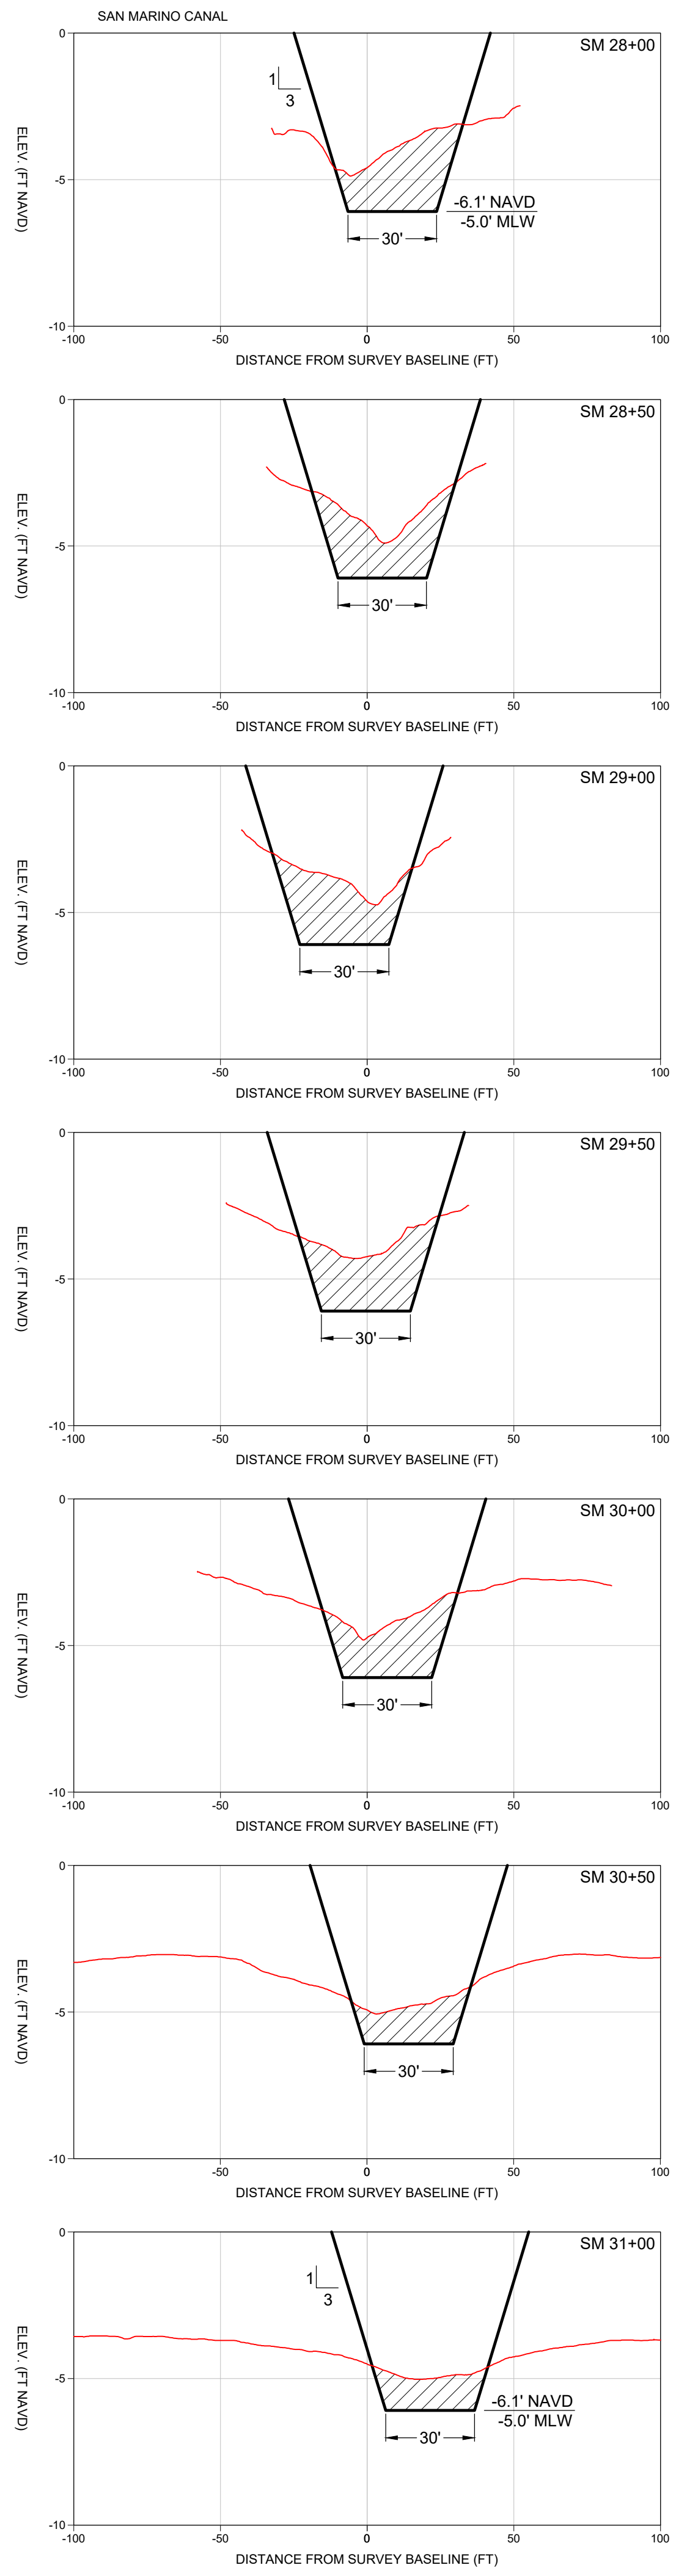 SAN MARINO CANAL
SM 28+00
0
1
3
ELEV. (FT NAVD)
-5
-6.1' NAVD
-5.0' MLW
30'
-10
-100 -50 0 50 100
DISTANCE FROM SURVEY BASELINE (FT)
SM 28+50
0
ELEV. (FT NAVD)
-5
30'
-10
-100 -50 0 50 100
DISTANCE FROM SURVEY BASELINE (FT)
SM 29+00
0
ELEV. (FT NAVD)
-5
30'
-10
-100 -50 0 50 100
DISTANCE FROM SURVEY BASELINE (FT)
SM 29+50
0
ELEV. (FT NAVD)
-5
30'
-10
-100 -50 0 50 100
DISTANCE FROM SURVEY BASELINE (FT)
SM 30+00
0
ELEV. (FT NAVD)
-5
30'
-10
-100 -50 0 50 100
DISTANCE FROM SURVEY BASELINE (FT)
SM 30+50
0
ELEV. (FT NAVD)
-5
30'
-10
-50 0 50 100
DISTANCE FROM SURVEY BASELINE (FT)
SM 31+00
0
1
3
ELEV. (FT NAVD)
-5
-6.1' NAVD
-5.0' MLW
30'
-10
-100 -50 0 50 100
DISTANCE FROM SURVEY BASELINE (FT)